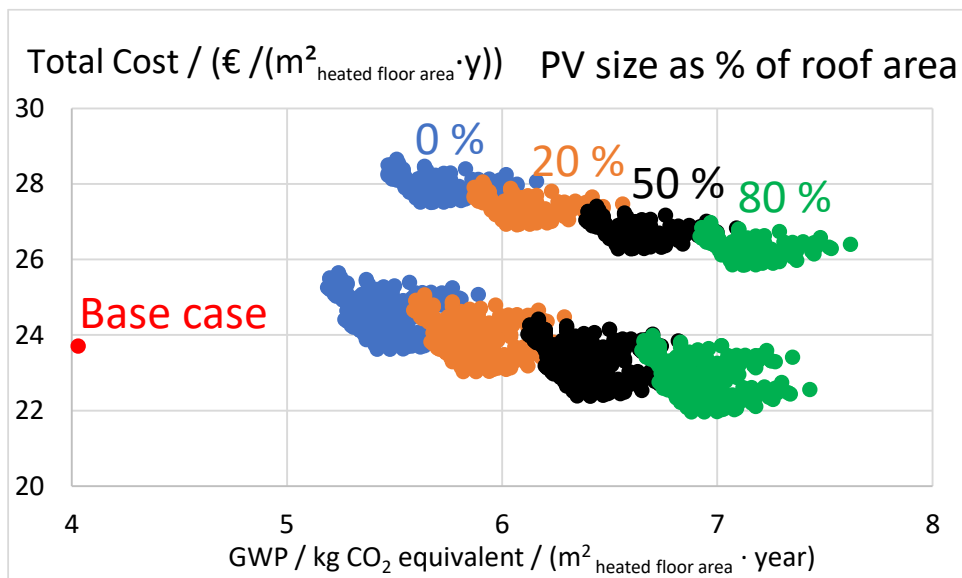 Total Cost / (€ /(m² heated floor area·y)) PV size as % of roof area
30
28
26
24
22
20
0 %
20 %
50 %
80 %
Base case
4 5 6 7 8
GWP / kg CO₂ equivalent / (m² heated floor area · year)